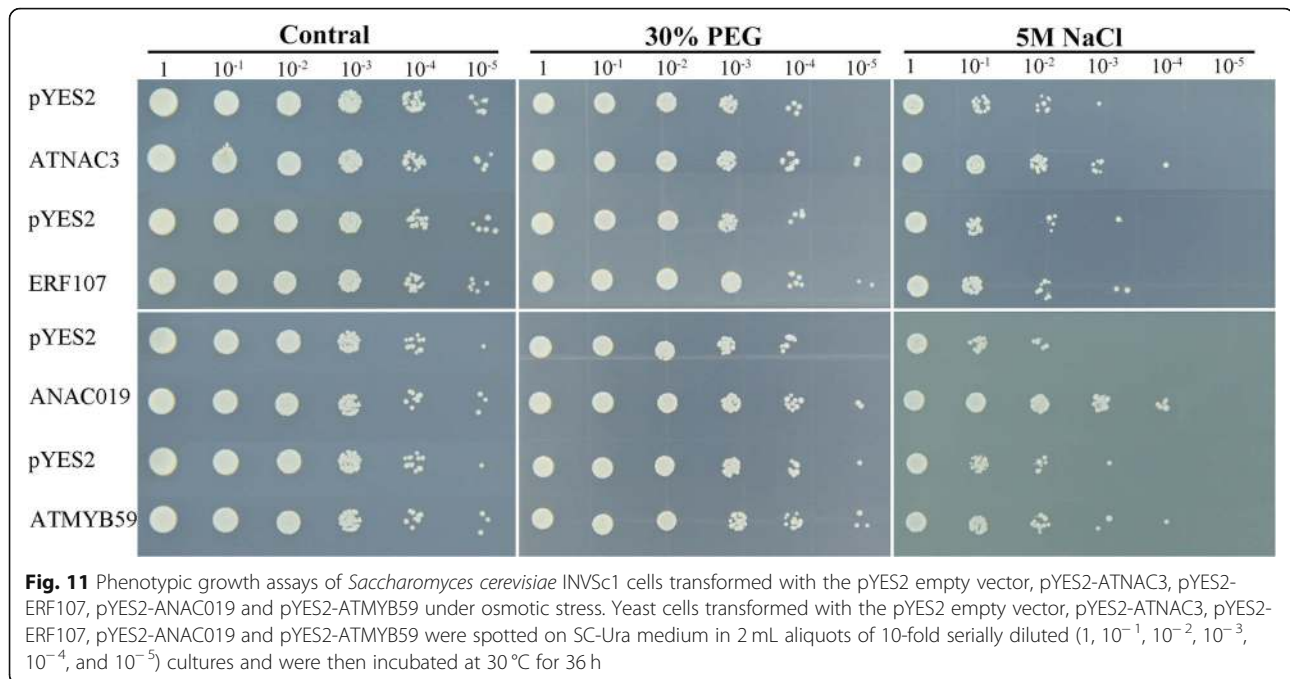 Contral 30% PEG 5M NaCl
1 10⁻¹ 10⁻² 10⁻³ 10⁻⁴ 10⁻⁵ 1 10⁻¹ 10⁻² 10⁻³ 10⁻⁴ 10⁻⁵ 1 10⁻¹ 10⁻² 10⁻³ 10⁻⁴ 10⁻⁵
pYES2
ATNAC3
pYES2
ERF107
pYES2
ANAC019
pYES2
ATMYB59
Fig. 11 Phenotypic growth assays of Saccharomyces cerevisiae INVSc1 cells transformed with the pYES2 empty vector, pYES2-ATNAC3, pYES2-
ERF107, pYES2-ANAC019 and pYES2-ATMYB59 under osmotic stress. Yeast cells transformed with the pYES2 empty vector, pYES2-ATNAC3, pYES2-
ERF107, pYES2-ANAC019 and pYES2-ATMYB59 were spotted on SC-Ura medium in 2 mL aliquots of 10-fold serially diluted (1, 10⁻¹, 10⁻², 10⁻³,
10⁻⁴, and 10⁻⁵) cultures and were then incubated at 30 °C for 36 h